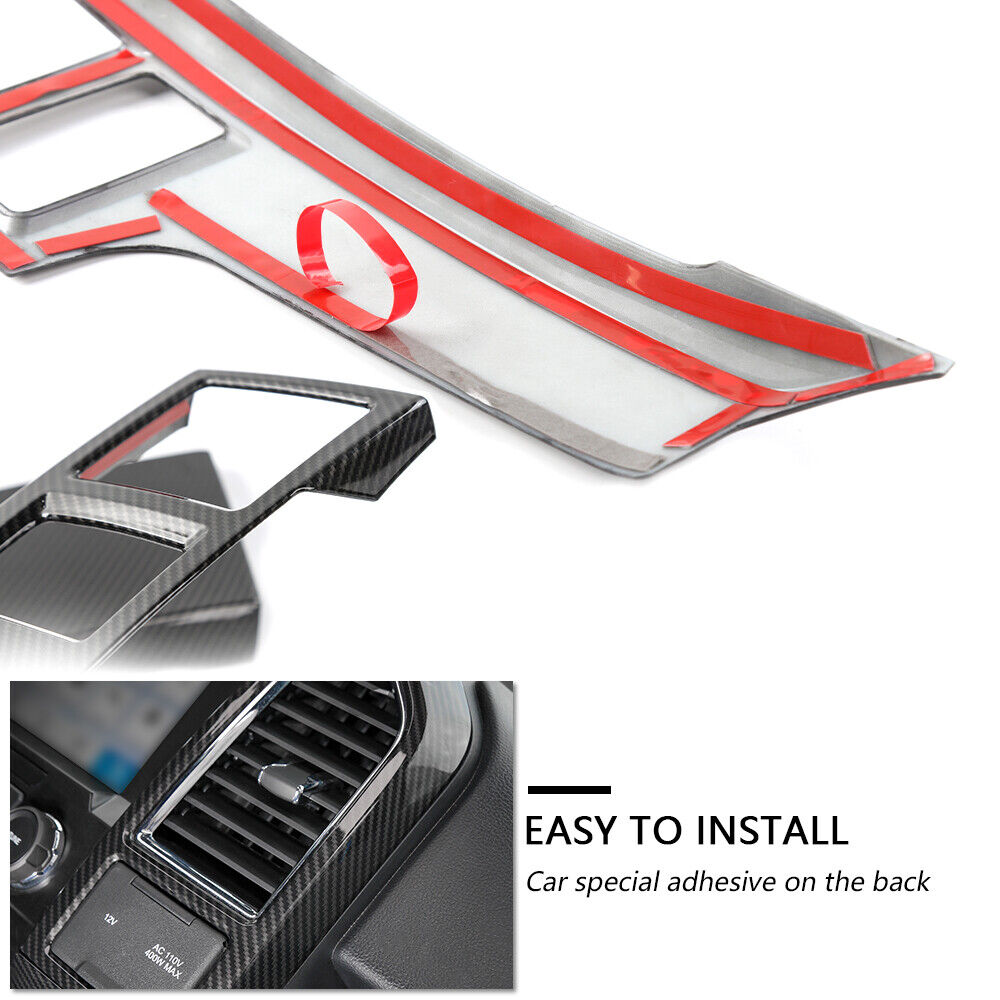 EASY TO INSTALL
Car special adhesive on the back
12V
AC 110V
400W MAX